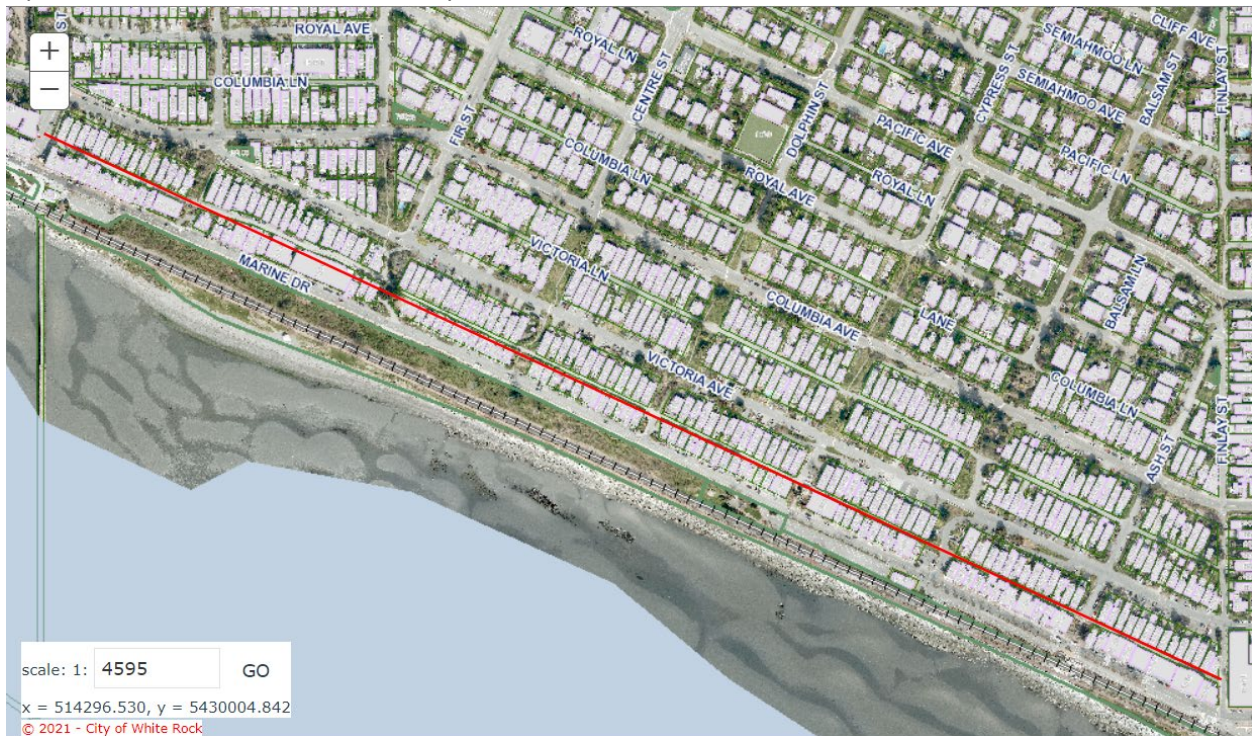 ST
ROYAL AVE
COLUMBIA LN
FIR ST
ROYAL LN
CENTRE ST
COLUMBIA LN
DOLPHIN ST
ROYAL AVE
PACIFIC AVE
ROYAL LN
CYPRESS ST
SEMIAHMOO LN
SEMIAHMOO AVE
CLIFF AVE
BALSAM ST
FINLAY ST
PACIFIC LN
VICTORIA LN
MARINE DR
COLUMBIA AVE
LANE
BALSAM LN
VICTORIA AVE
COLUMBIA LN
ASH ST
FINLAY ST
+
−
scale: 1: 4595 GO
x = 514296.530, y = 5430004.842
© 2021 - City of White Rock